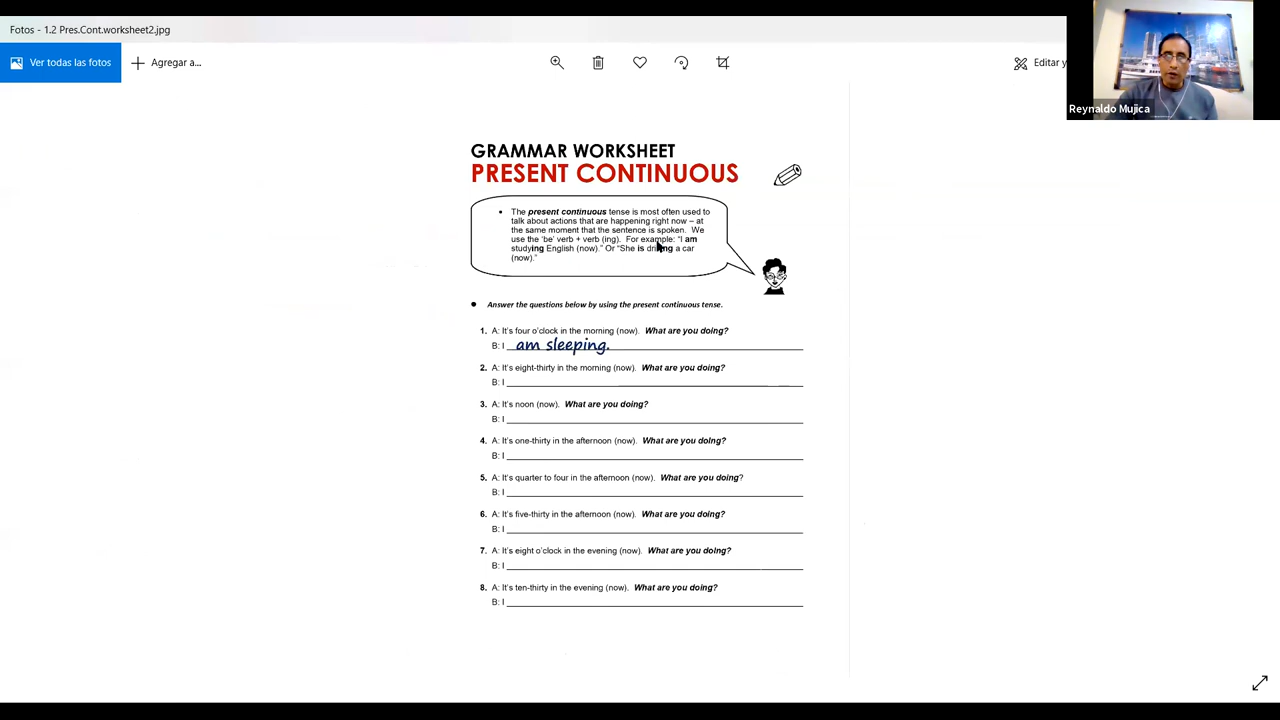 Fotos - 1.2 Pres.Cont.worksheet2.jpg
Ver todas las fotos
Agregar a...
Editar y
Reynaldo Mujica
GRAMMAR WORKSHEET
PRESENT CONTINUOUS
• The present continuous tense is most often used to
talk about actions that are happening right now – at
the same moment that the sentence is spoken. We
use the 'be' verb + verb (ing). For example: "I am
studying English (now)." Or "She is driving a car
(now)."
● Answer the questions below by using the present continuous tense.
1. A: It's four o'clock in the morning (now). What are you doing?
B: I am sleeping.
2. A: It's eight-thirty in the morning (now). What are you doing?
B: I
3. A: It's noon (now). What are you doing?
B: I
4. A: It's one-thirty in the afternoon (now). What are you doing?
B: I
5. A: It's quarter to four in the afternoon (now). What are you doing?
B: I
6. A: It's five-thirty in the afternoon (now). What are you doing?
B: I
7. A: It's eight o'clock in the evening (now). What are you doing?
B: I
8. A: It's ten-thirty in the evening (now). What are you doing?
B: I